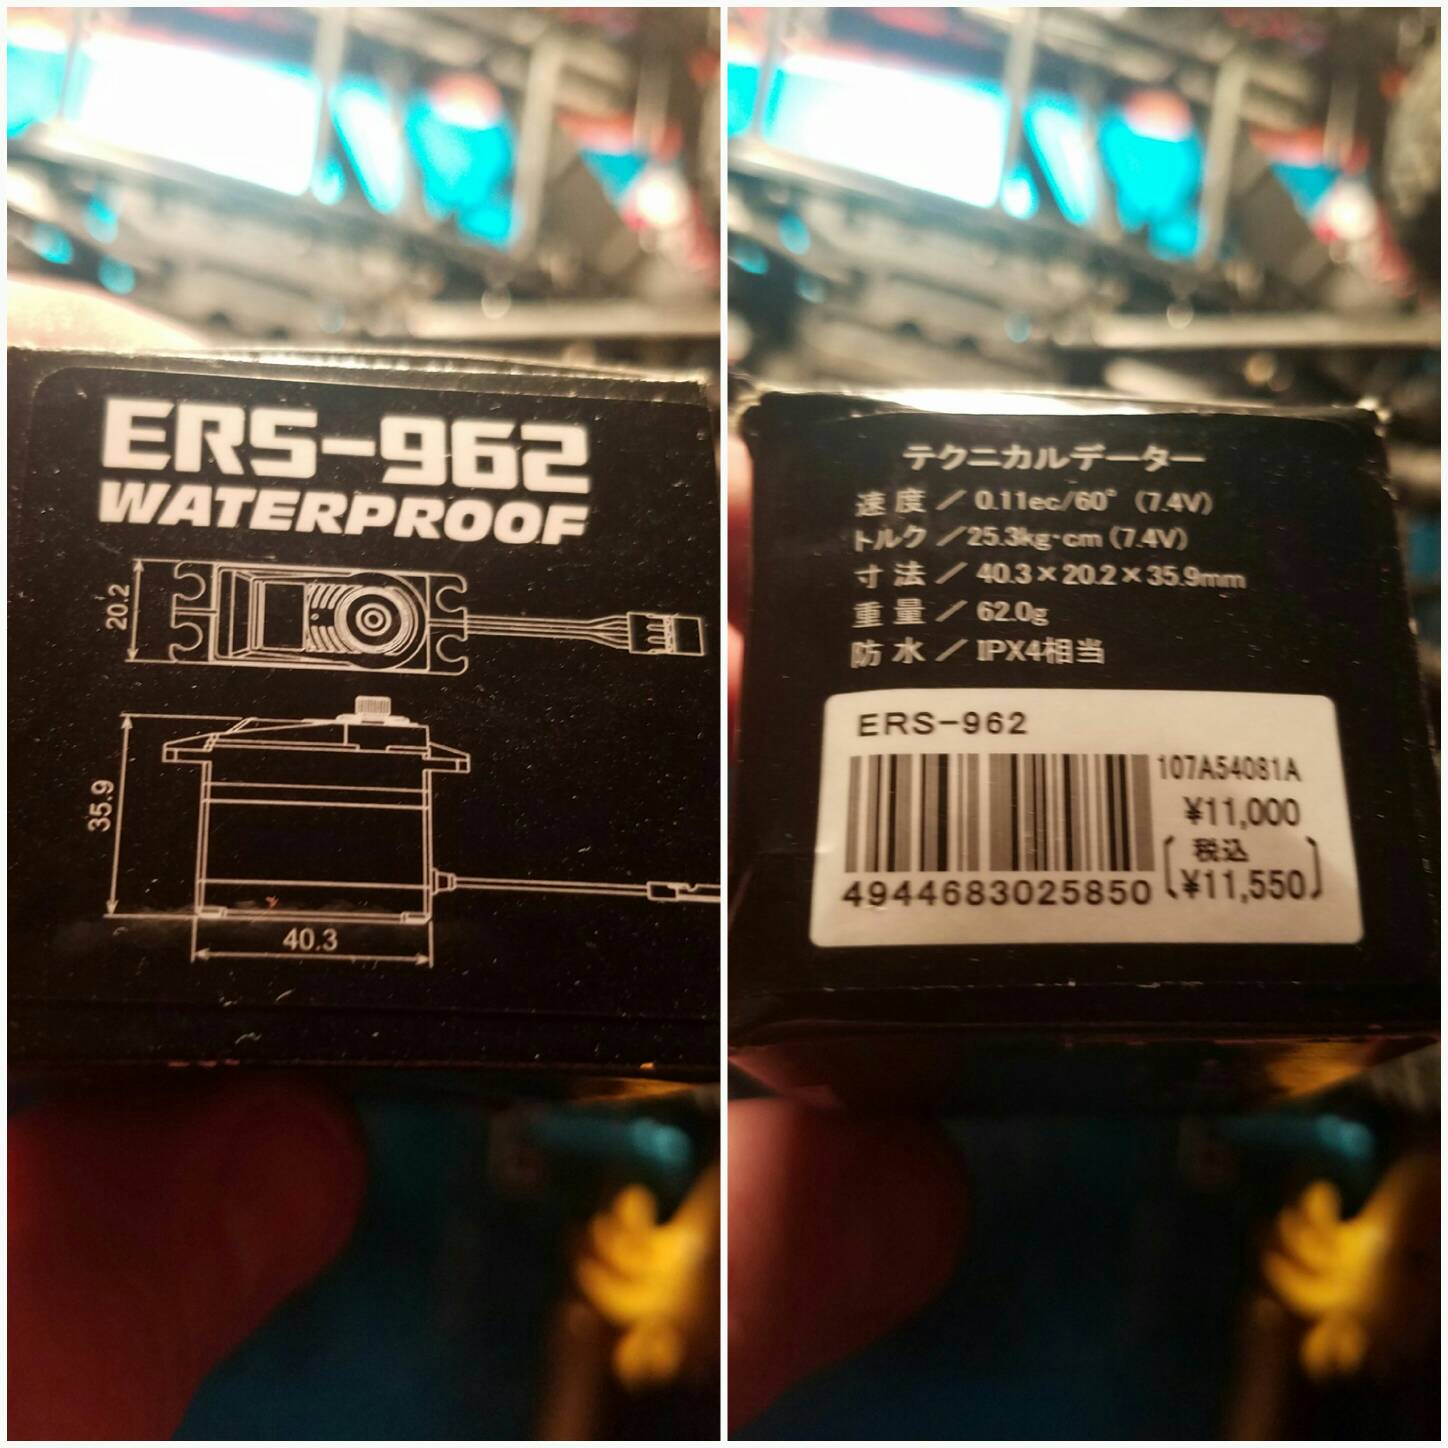 ERS-962
WATERPROOF
20.2
35.9
40.3
テクニカルデーター
速度／0.11ec/60°（7.4V）
トルク／25.3kg・cm（7.4V）
寸法／40.3×20.2×35.9mm
重量／62.0g
防水／IPX4相当
ERS-962
107A54081A
¥11,000
税込
¥11,550
4944683025850